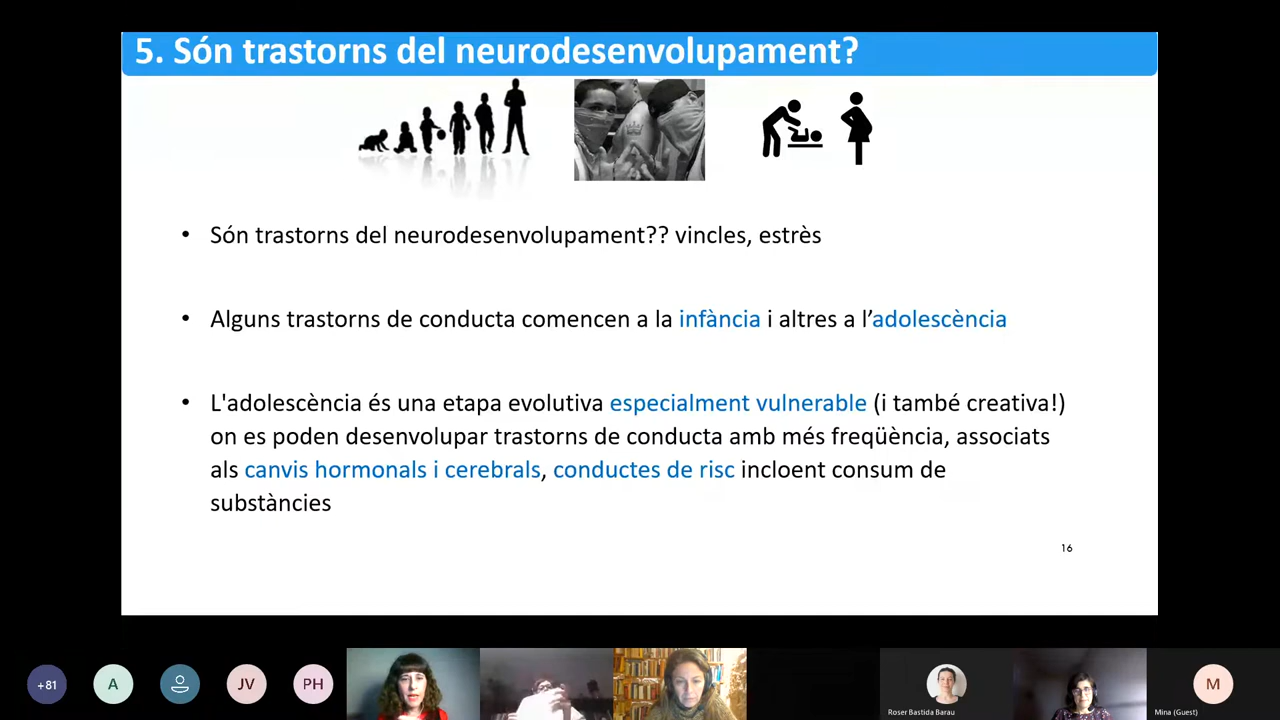 5. Són trastorns del neurodesenvolupament?
• Són trastorns del neurodesenvolupament?? vincles, estrès
• Alguns trastorns de conducta comencen a la infància i altres a l’adolescència
• L'adolescència és una etapa evolutiva especialment vulnerable (i també creativa!)
on es poden desenvolupar trastorns de conducta amb més freqüència, associats
als canvis hormonals i cerebrals, conductes de risc incloent consum de
substàncies
16
+81
A
JV
PH
Roser Bastida Barau
M
Mina (Guest)